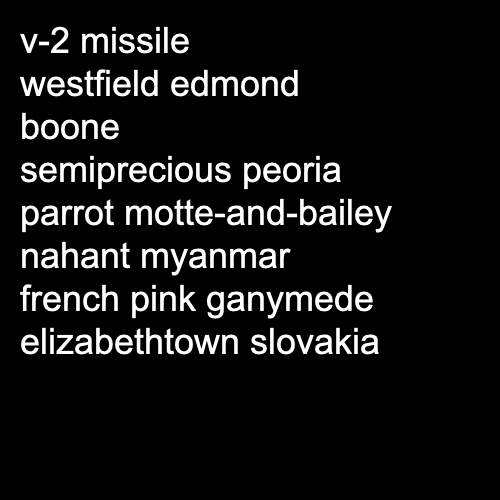 v-2 missile
westfield edmond
boone
semiprecious peoria
parrot motte-and-bailey
nahant myanmar
french pink ganymede
elizabethtown slovakia